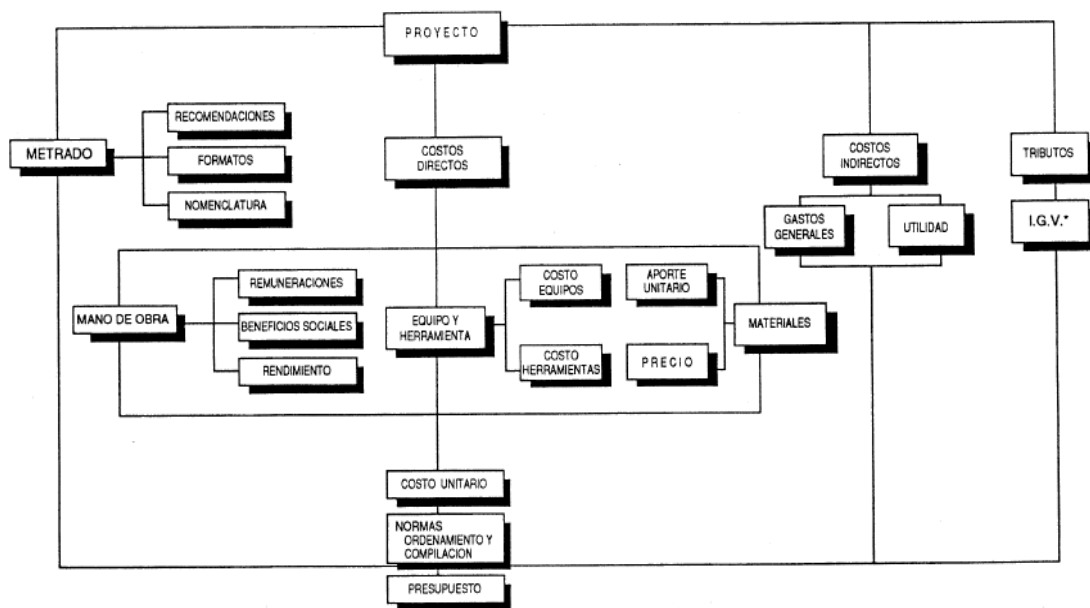 PROYECTO
RECOMENDACIONES
METRADO
FORMATOS
NOMENCLATURA
COSTOS
DIRECTOS
COSTOS
INDIRECTOS
TRIBUTOS
GASTOS
GENERALES
UTILIDAD
I.G.V.*
REMUNERACIONES
MANO DE OBRA
BENEFICIOS SOCIALES
RENDIMIENTO
EQUIPO Y
HERRAMIENTA
COSTO
EQUIPOS
COSTO
HERRAMIENTAS
APORTE
UNITARIO
PRECIO
MATERIALES
COSTO UNITARIO
NORMAS
ORDENAMIENTO Y
COMPILACION
PRESUPUESTO